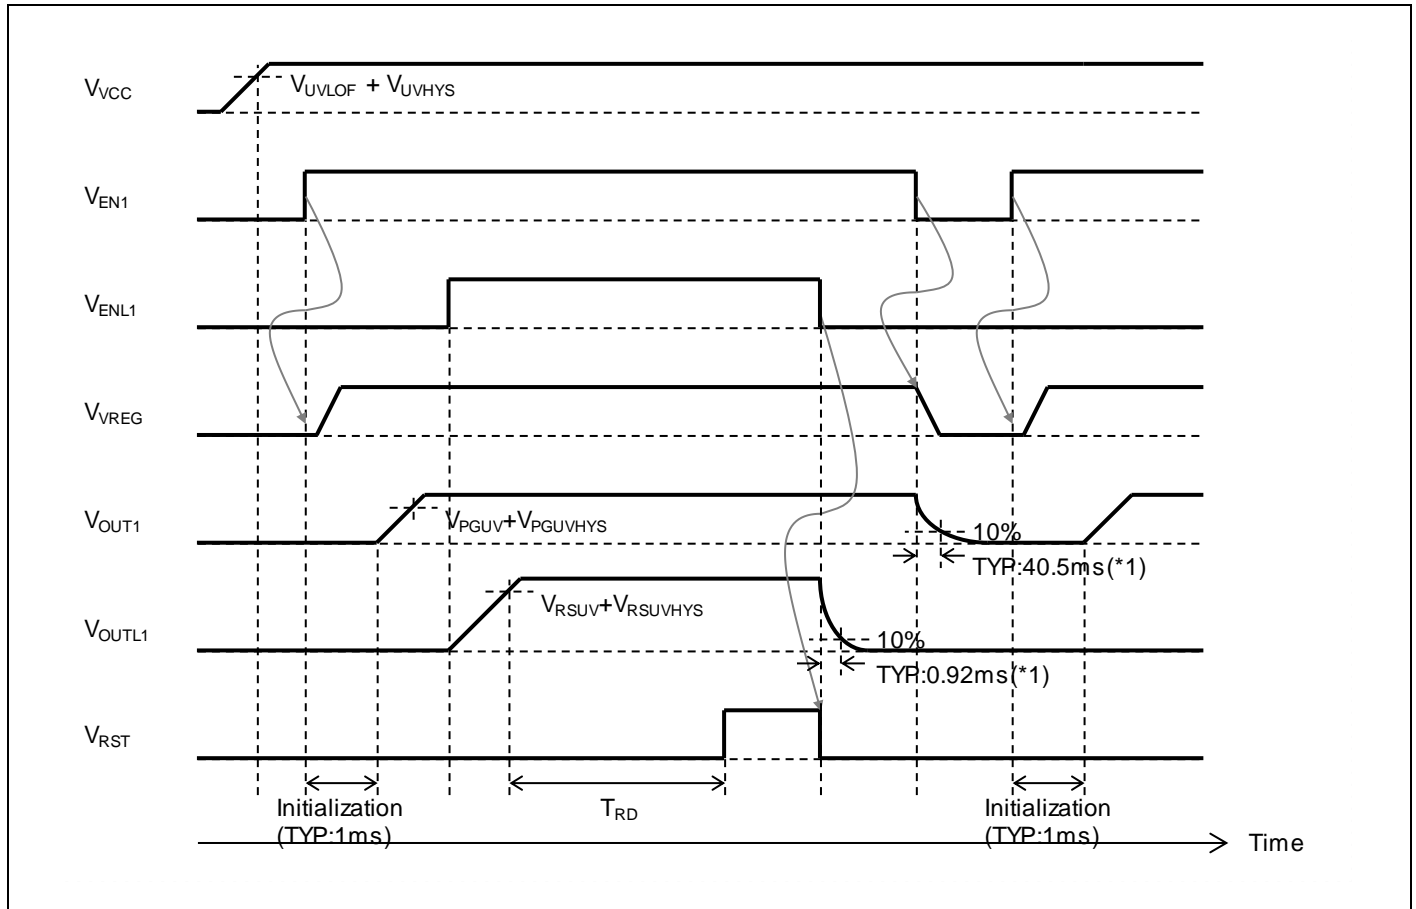 VVCC
VUVLOF + VUVHYS
VEN1
VENL1
VVREG
VOUT1
VPGUV+VPGUVHYS
10%
TYP:40.5ms(*1)
VOUTL1
VRSUV+VRSUVHYS
10%
TYP:0.92ms(*1)
VRST
Initialization
(TYP:1ms)
TRD
Initialization
(TYP:1ms)
Time